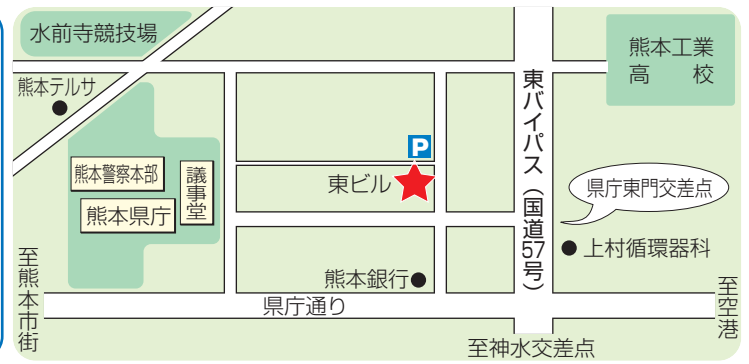 水前寺競技場
熊本工業
高校
熊本テルサ
P
東バイパス（国道57号）
熊本警察本部
議事堂
東ビル
県庁東門交差点
熊本県庁
上村循環器科
至熊本市街
熊本銀行
県庁通り
至空港
至神水交差点